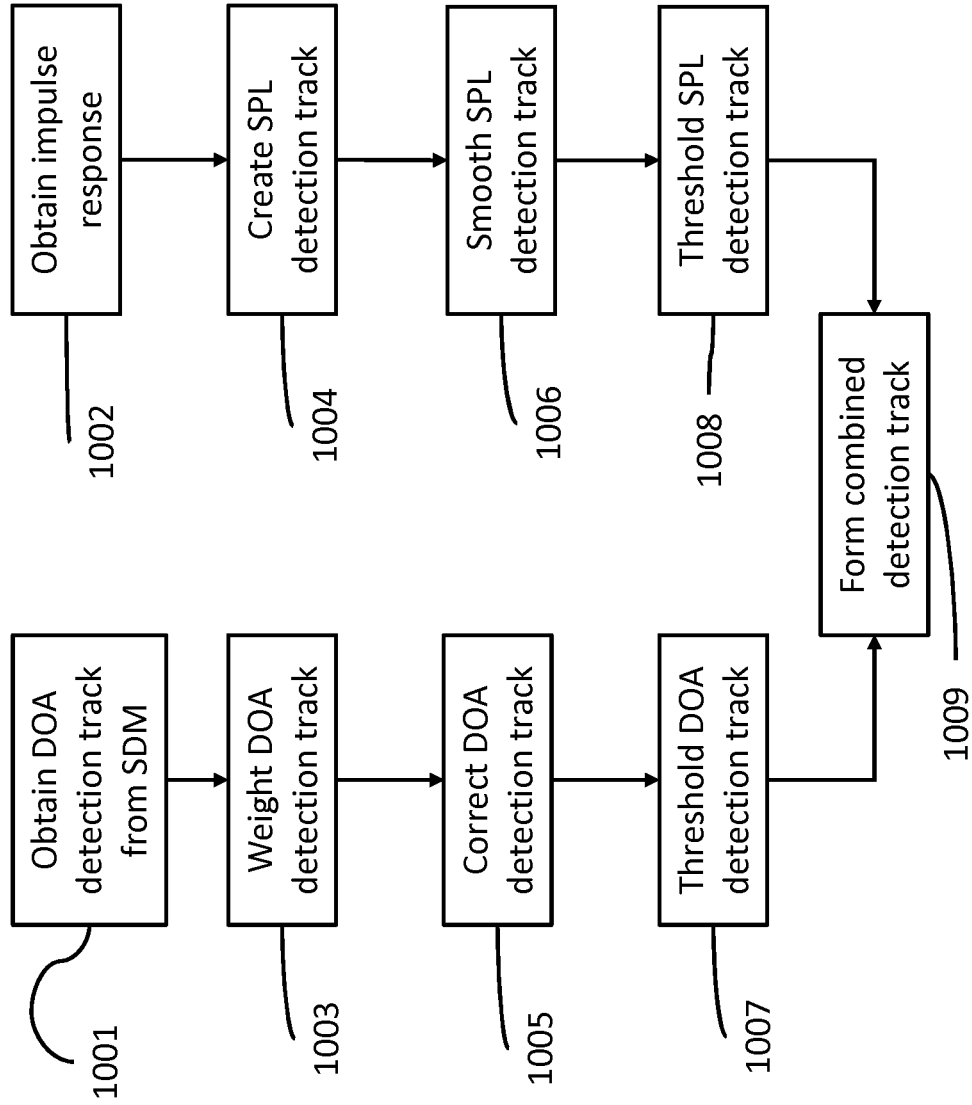 1001
Obtain DOA
detection track
from SDM
1003
Weight DOA
detection track
1005
Correct DOA
detection track
1007
Threshold DOA
detection track
1002
Obtain impulse
response
1004
Create SPL
detection track
1006
Smooth SPL
detection track
1008
Threshold SPL
detection track
Form combined
detection track
1009